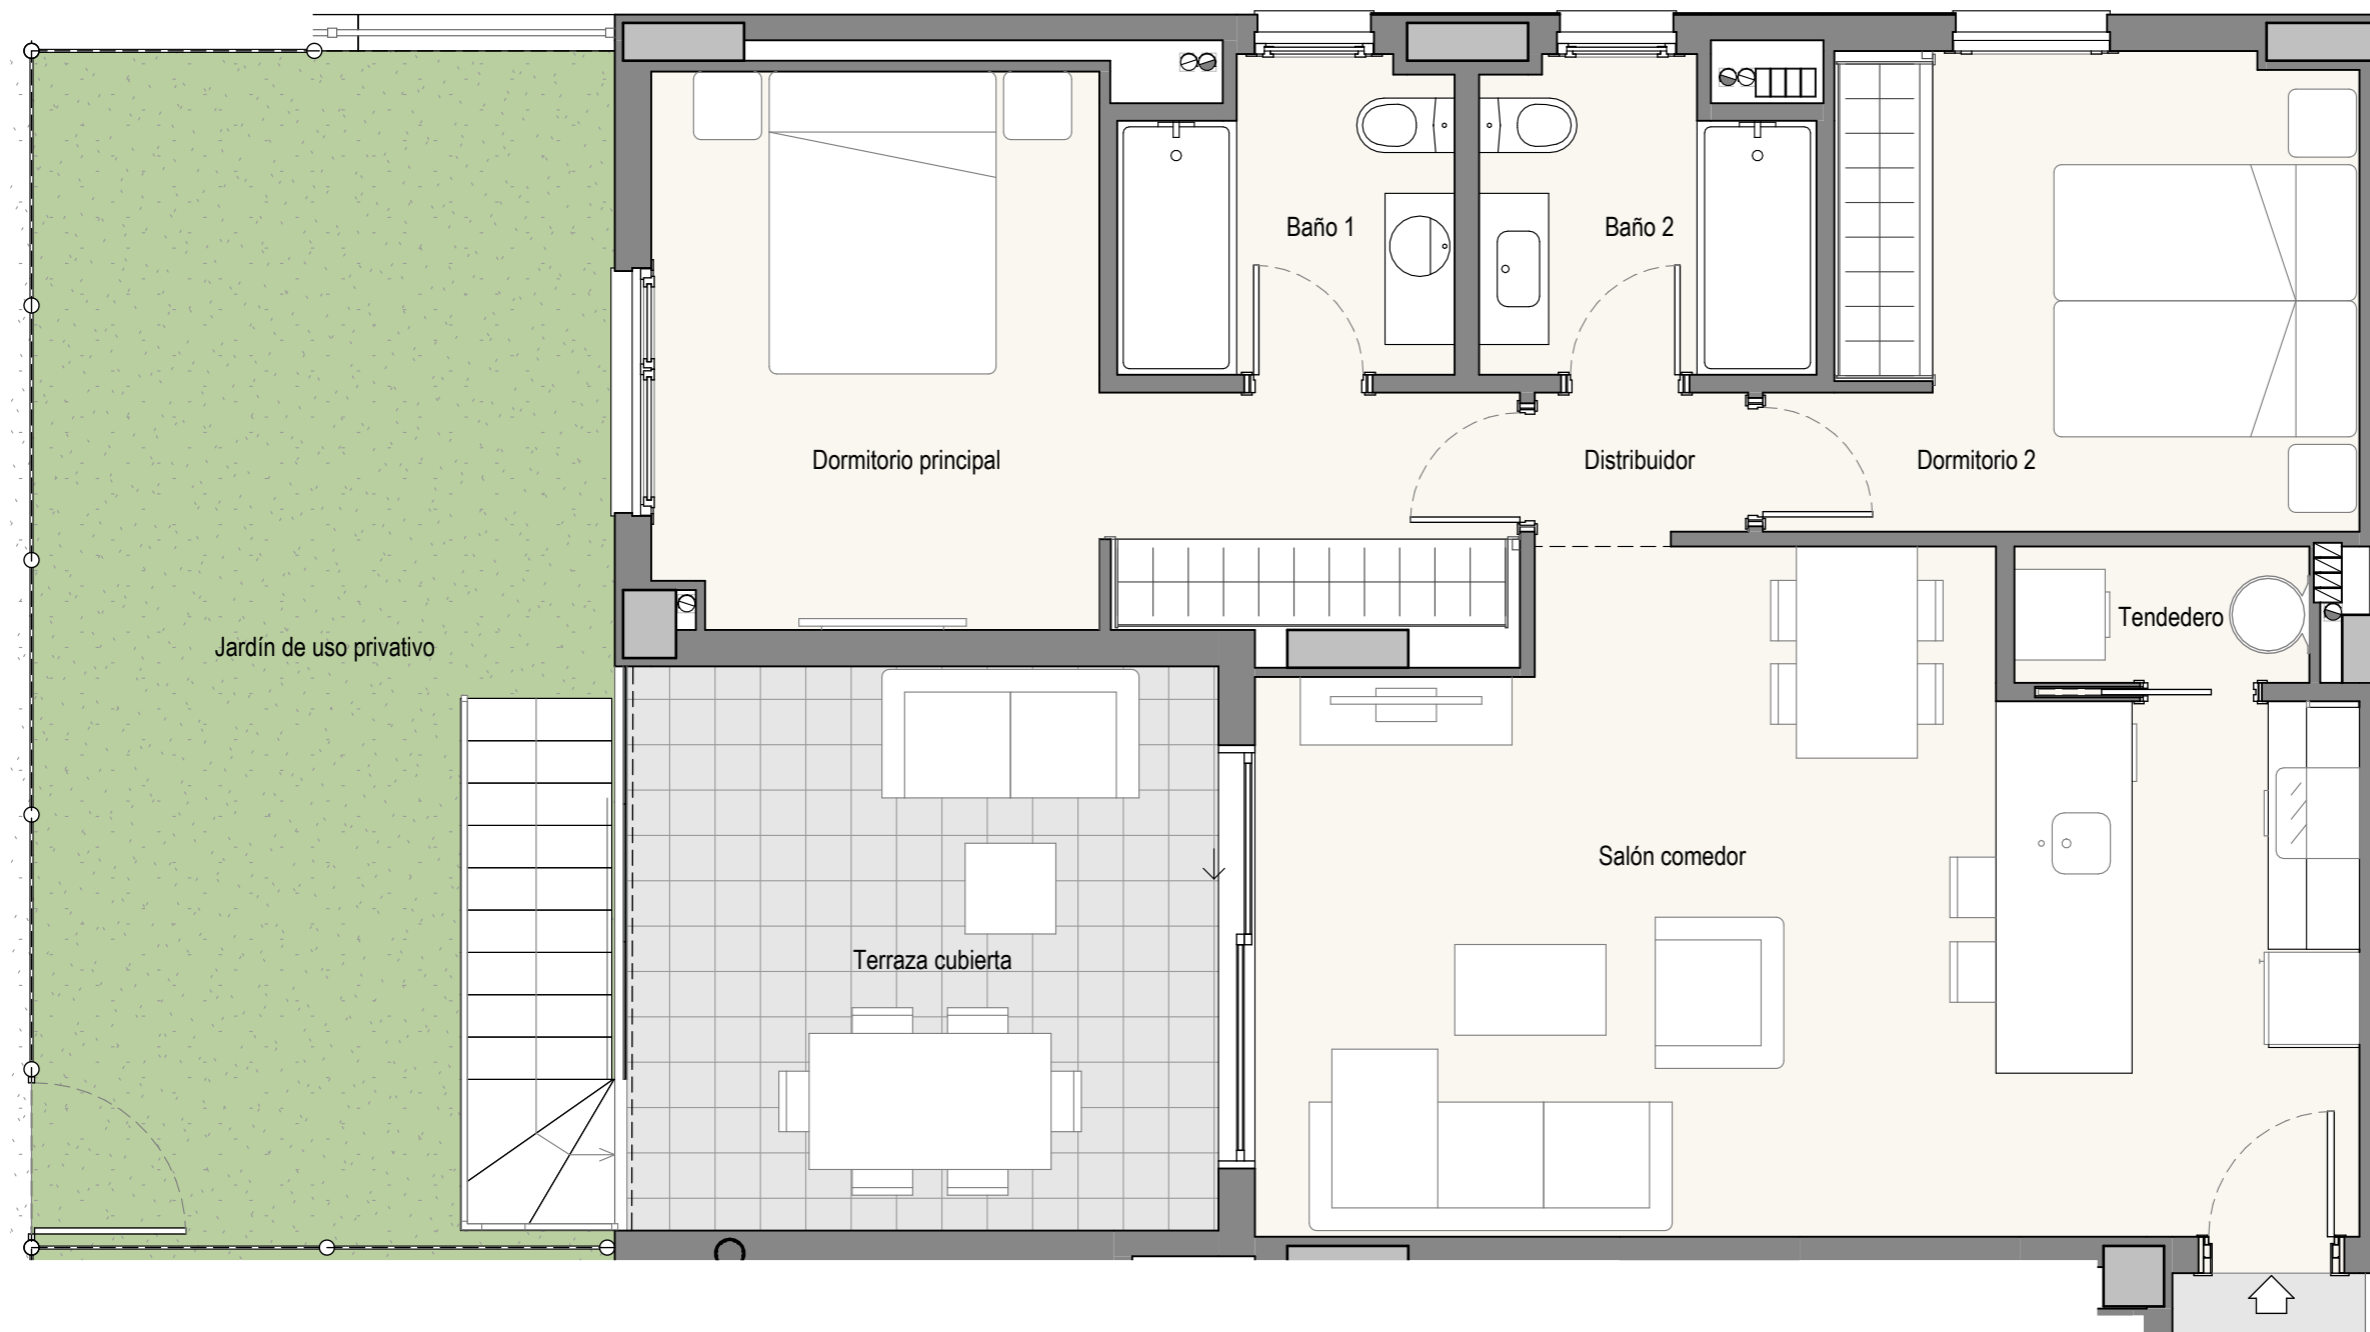 Baño 1
Baño 2
Dormitorio principal
Distribuidor
Dormitorio 2
Jardín de uso privativo
Tendedero
Salón comedor
Terraza cubierta